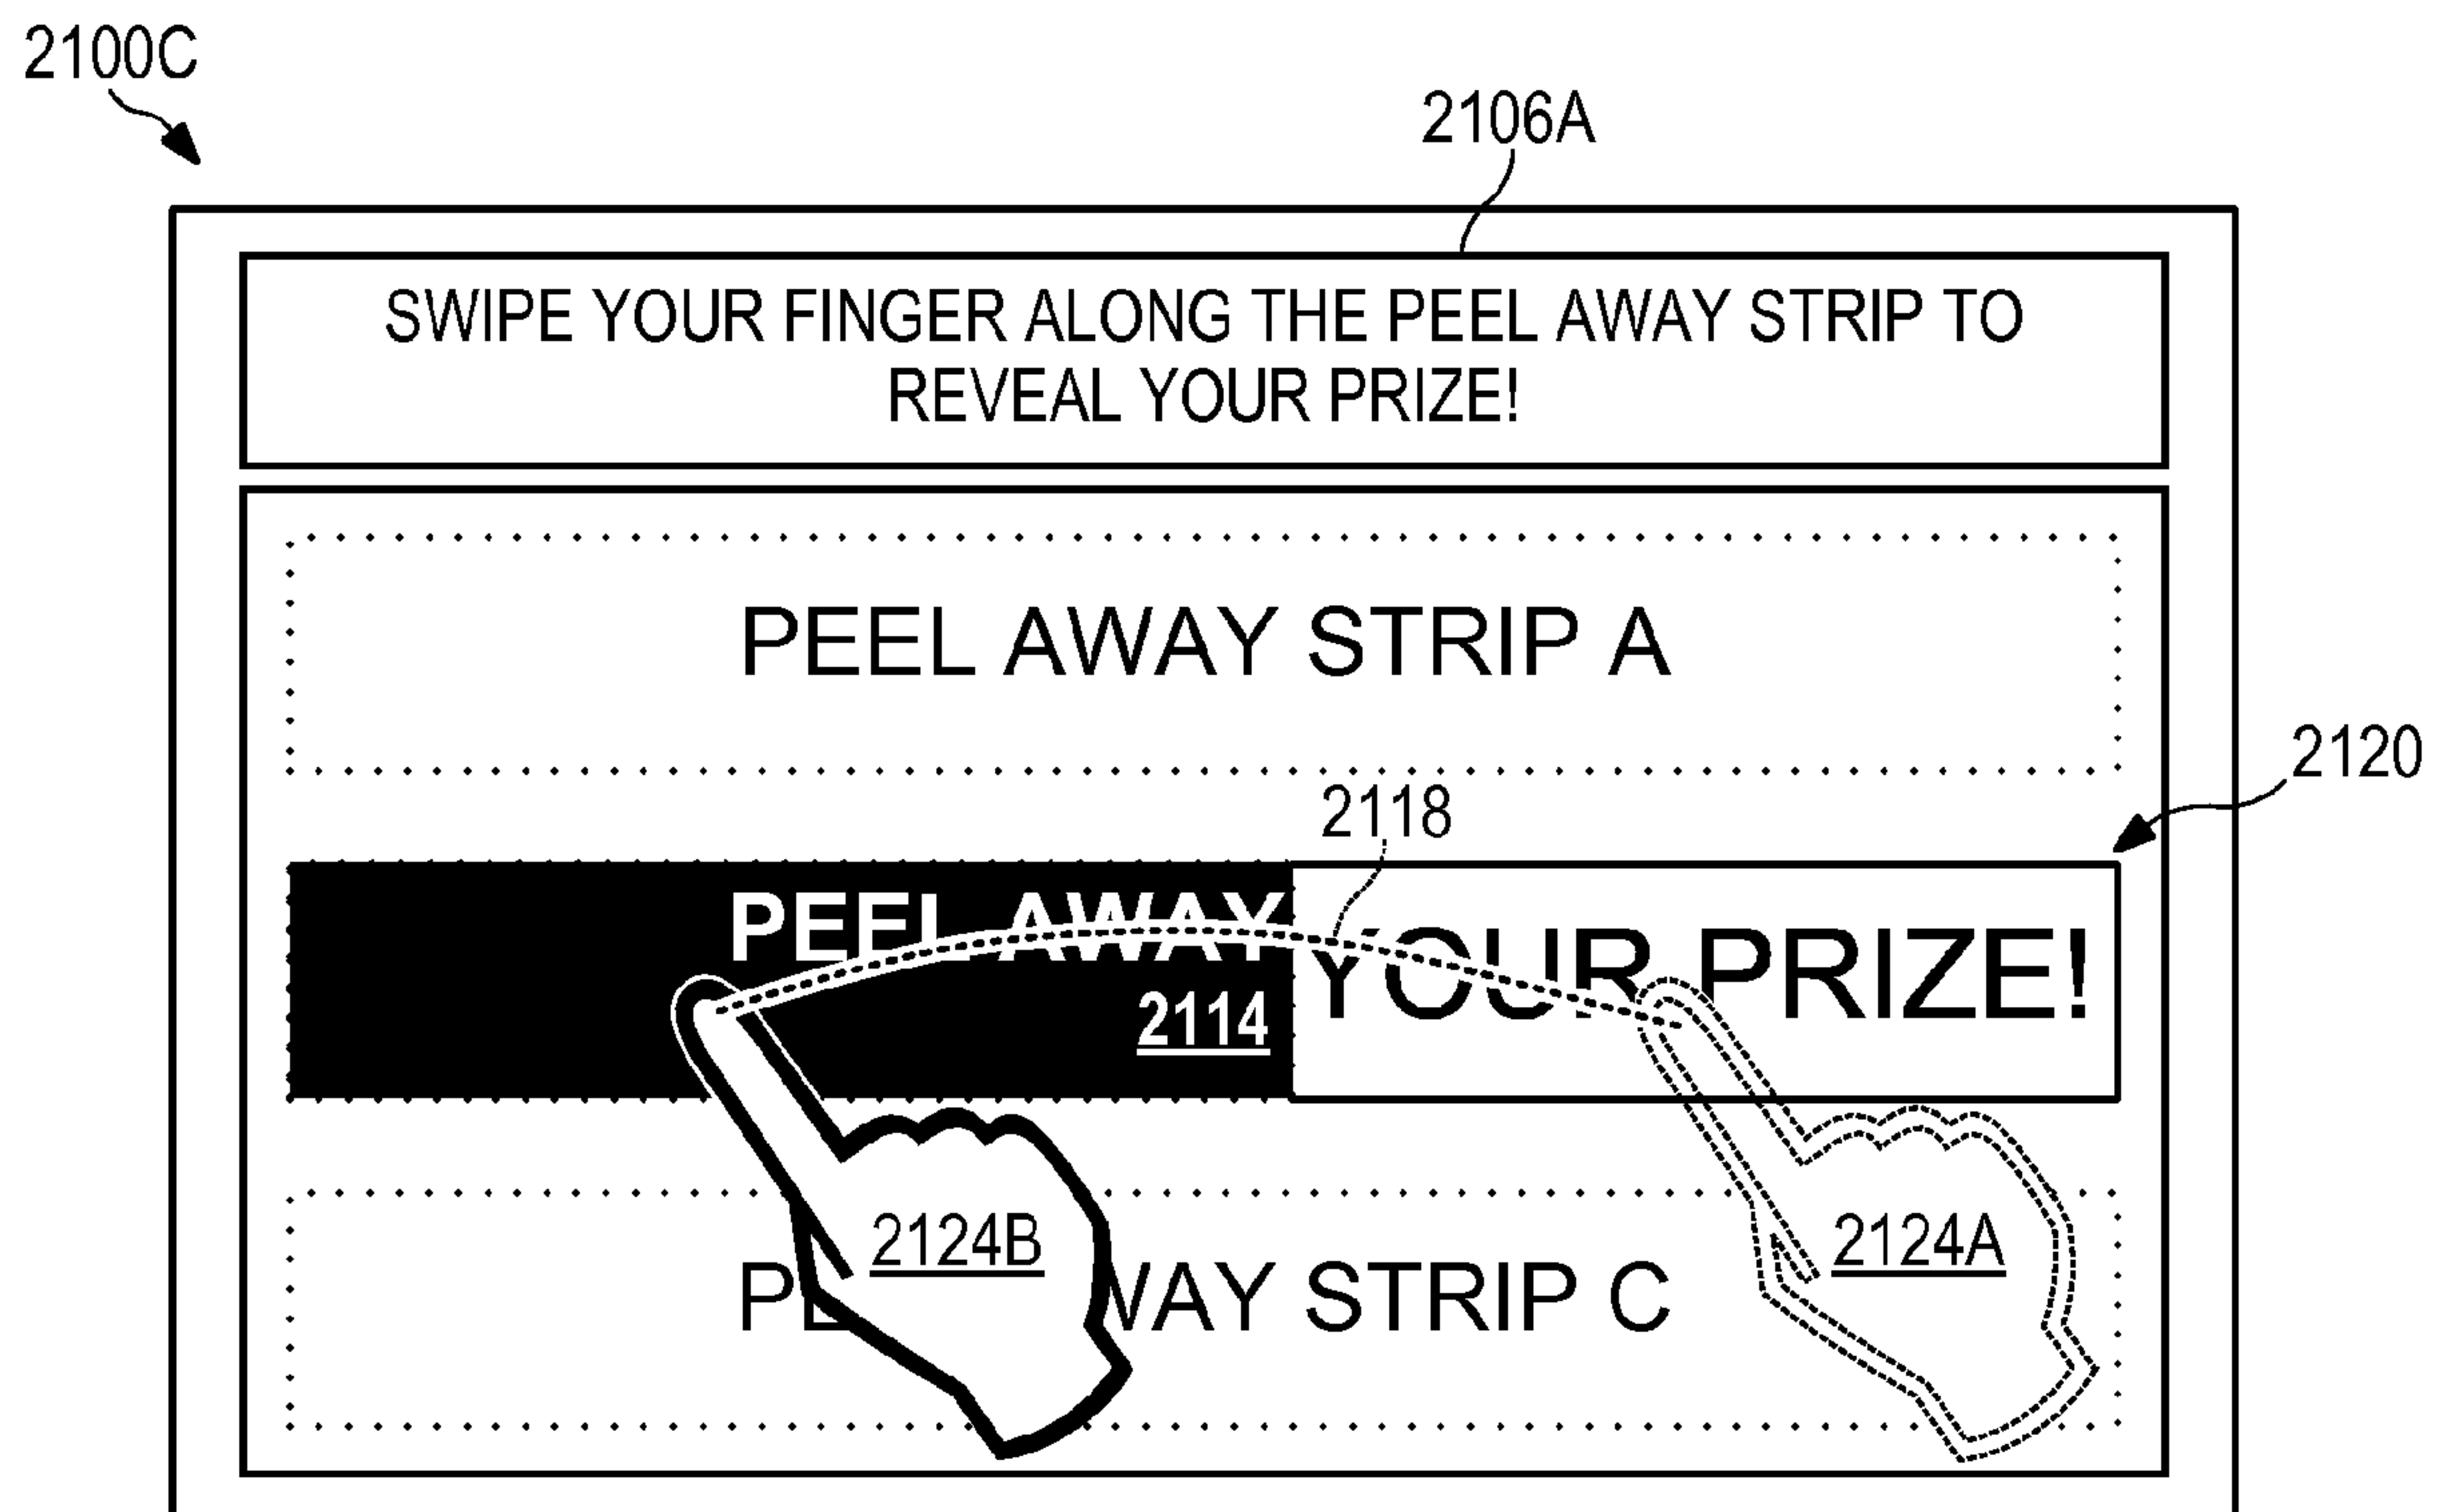 2100C
2106A
SWIPE YOUR FINGER ALONG THE PEEL AWAY STRIP TO
REVEAL YOUR PRIZE!
PEEL AWAY STRIP A
2120
2118
PEEL AWAY
YOUR PRIZE!
2114
2124B
2124A
WAY STRIP C